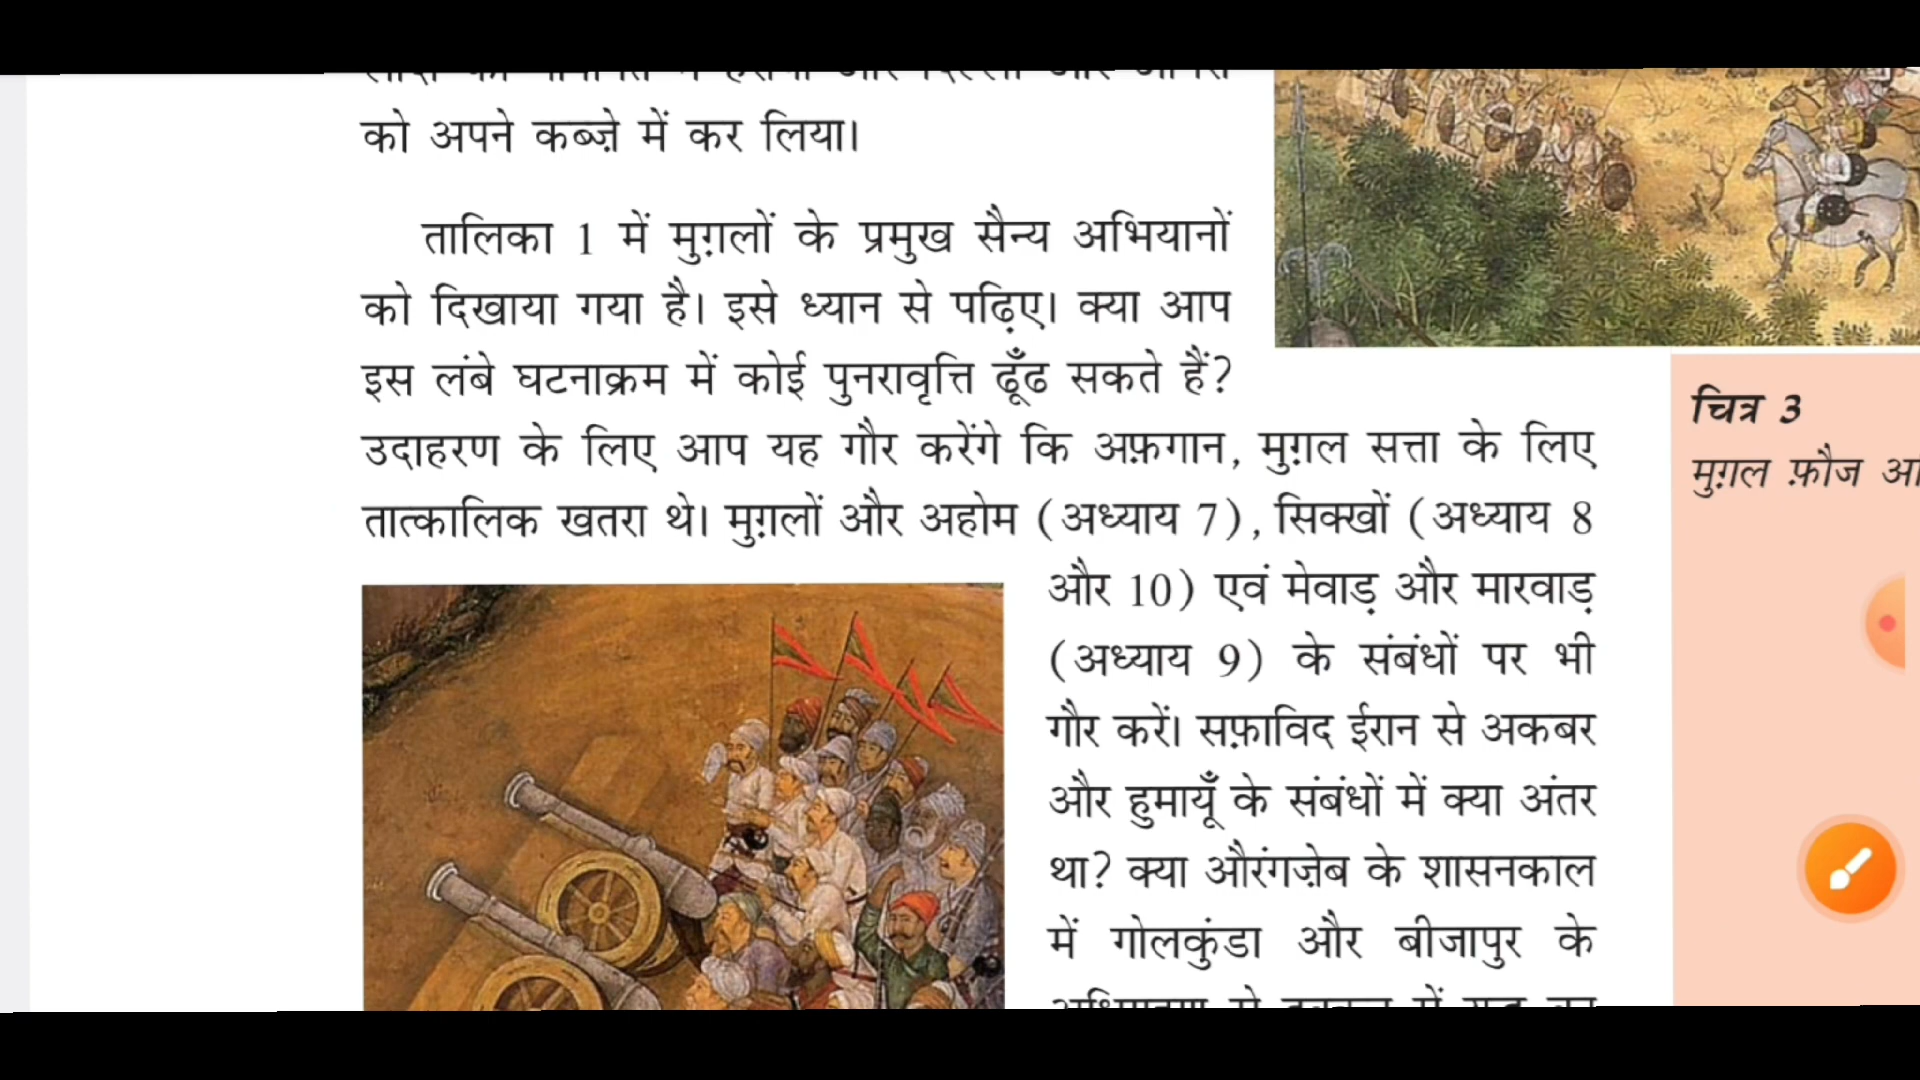 को अपने कब्ज़े में कर लिया।
तालिका 1 में मुग़लों के प्रमुख सैन्य अभियानों
को दिखाया गया है। इसे ध्यान से पढ़िए। क्या आप
इस लंबे घटनाक्रम में कोई पुनरावृत्ति ढूँढ सकते हैं?
उदाहरण के लिए आप यह गौर करेंगे कि अफ़गान, मुग़ल सत्ता के लिए
तात्कालिक खतरा थे। मुग़लों और अहोम (अध्याय 7), सिक्खों (अध्याय 8
और 10) एवं मेवाड़ और मारवाड़
(अध्याय 9) के संबंधों पर भी
गौर करें। सफ़ाविद ईरान से अकबर
और हुमायूँ के संबंधों में क्या अंतर
था? क्या औरंगज़ेब के शासनकाल
में गोलकुंडा और बीजापुर के
चित्र 3
मुग़ल फ़ौज